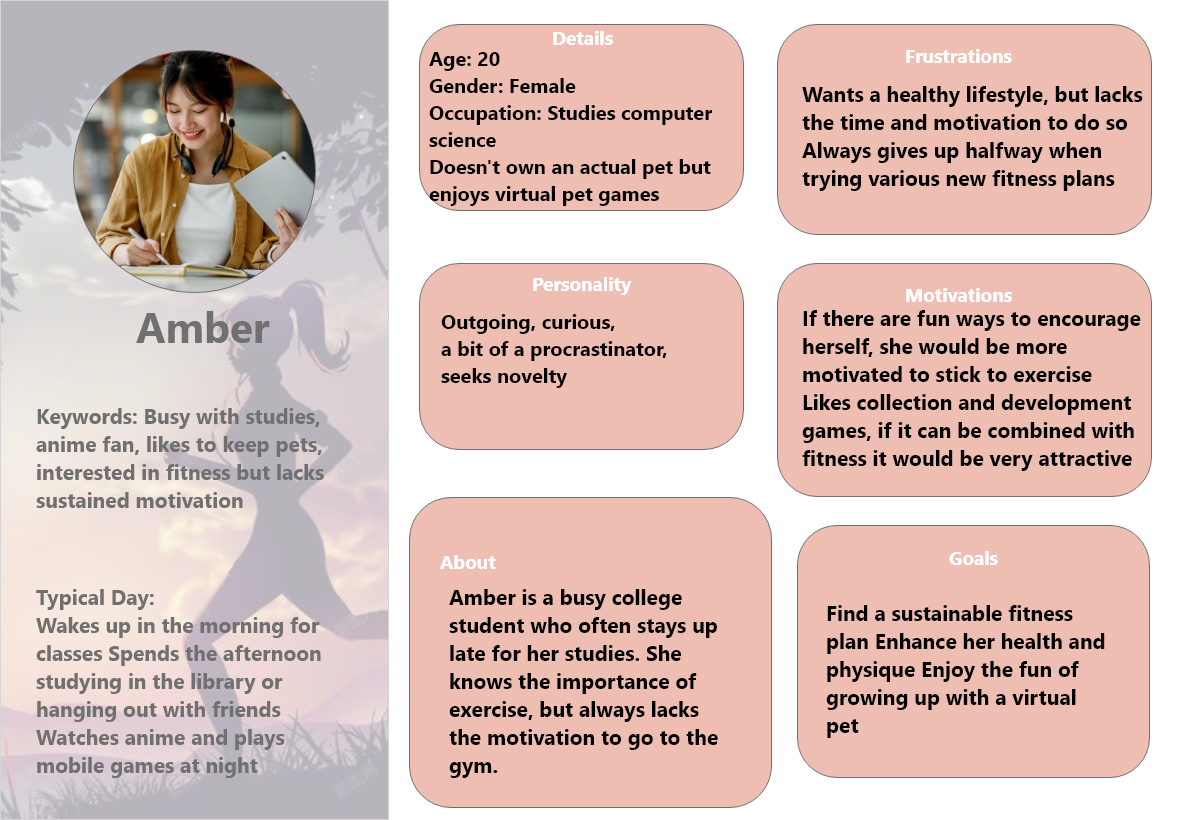 Amber
Keywords: Busy with studies,
anime fan, likes to keep pets,
interested in fitness but lacks
sustained motivation
Typical Day:
Wakes up in the morning for
classes Spends the afternoon
studying in the library or
hanging out with friends
Watches anime and plays
mobile games at night
Details
Age: 20
Gender: Female
Occupation: Studies computer
science
Doesn't own an actual pet but
enjoys virtual pet games
Frustrations
Wants a healthy lifestyle, but lacks
the time and motivation to do so
Always gives up halfway when
trying various new fitness plans
Personality
Outgoing, curious,
a bit of a procrastinator,
seeks novelty
Motivations
If there are fun ways to encourage
herself, she would be more
motivated to stick to exercise
Likes collection and development
games, if it can be combined with
fitness it would be very attractive
About
Amber is a busy college
student who often stays up
late for her studies. She
knows the importance of
exercise, but always lacks
the motivation to go to the
gym.
Goals
Find a sustainable fitness
plan Enhance her health and
physique Enjoy the fun of
growing up with a virtual
pet